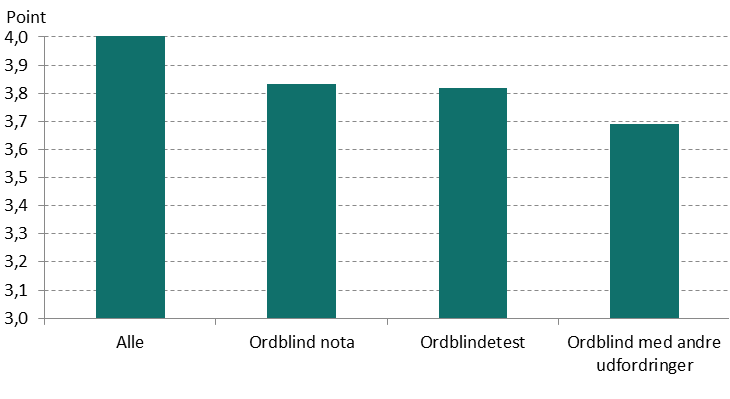 Point
4,0
3,9
3,8
3,7
3,6
3,5
3,4
3,3
3,2
3,1
3,0
Alle
Ordblind nota
Ordblindetest
Ordblind med andre
udfordringer